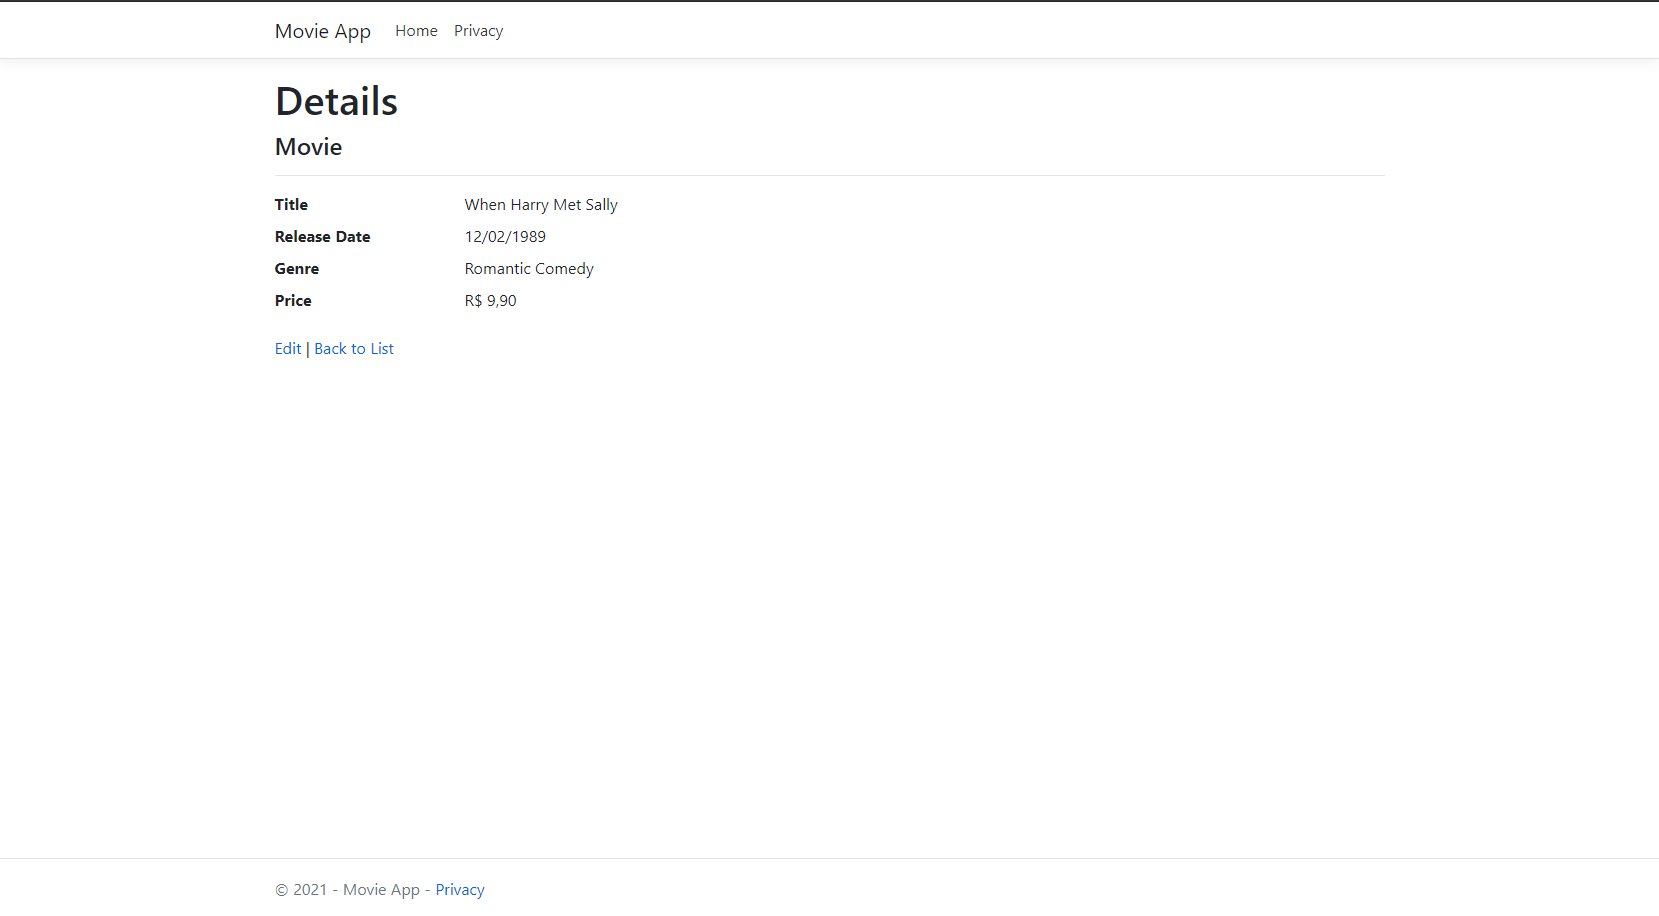 Movie App Home Privacy
Details
Movie
Title When Harry Met Sally
Release Date 12/02/1989
Genre Romantic Comedy
Price R$ 9,90
Edit | Back to List
© 2021 - Movie App - Privacy